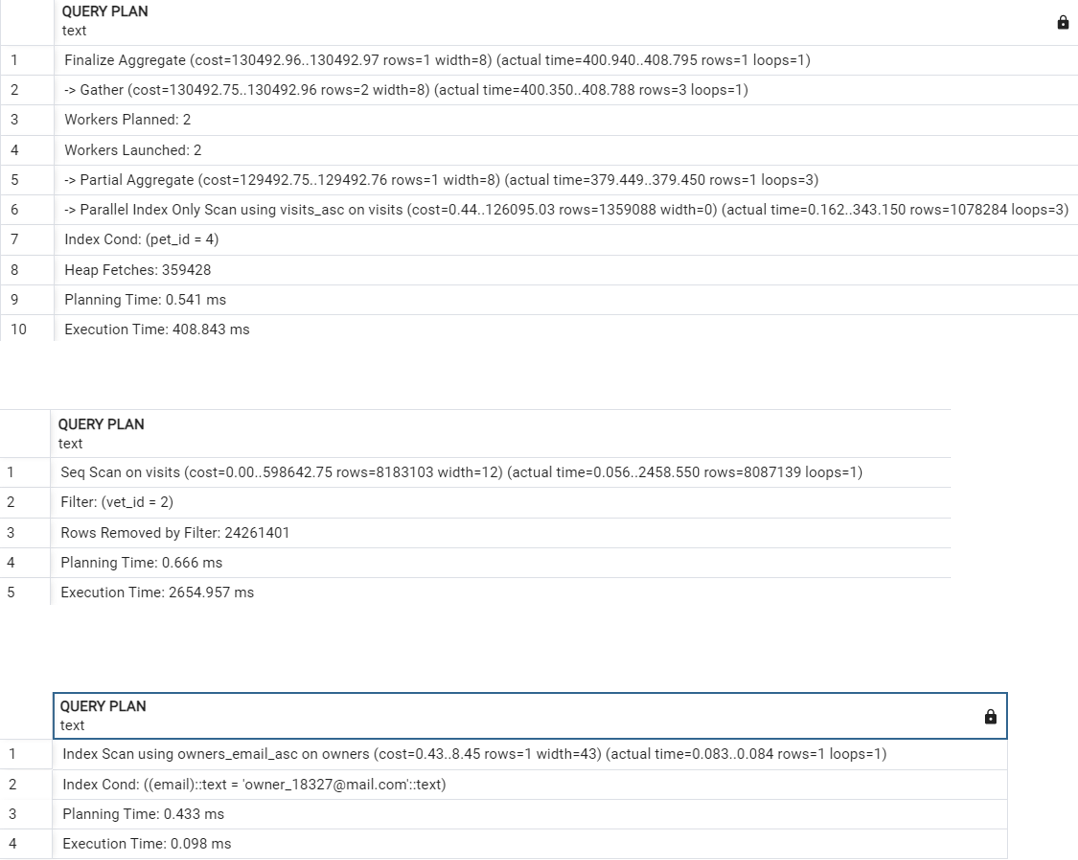 QUERY PLAN
text
1 Finalize Aggregate (cost=130492.96..130492.97 rows=1 width=8) (actual time=400.940..408.795 rows=1 loops=1)
2 -> Gather (cost=130492.75..130492.96 rows=2 width=8) (actual time=400.350..408.788 rows=3 loops=1)
3 Workers Planned: 2
4 Workers Launched: 2
5 -> Partial Aggregate (cost=129492.75..129492.76 rows=1 width=8) (actual time=379.449..379.450 rows=1 loops=3)
6 -> Parallel Index Only Scan using visits_asc on visits (cost=0.44..126095.03 rows=1359088 width=0) (actual time=0.162..343.150 rows=1078284 loops=3)
7 Index Cond: (pet_id = 4)
8 Heap Fetches: 359428
9 Planning Time: 0.541 ms
10 Execution Time: 408.843 ms
QUERY PLAN
text
1 Seq Scan on visits (cost=0.00..598642.75 rows=8183103 width=12) (actual time=0.056..2458.550 rows=8087139 loops=1)
2 Filter: (vet_id = 2)
3 Rows Removed by Filter: 24261401
4 Planning Time: 0.666 ms
5 Execution Time: 2654.957 ms
QUERY PLAN
text
1 Index Scan using owners_email_asc on owners (cost=0.43..8.45 rows=1 width=43) (actual time=0.083..0.084 rows=1 loops=1)
2 Index Cond: ((email)::text = 'owner_18327@mail.com'::text)
3 Planning Time: 0.433 ms
4 Execution Time: 0.098 ms